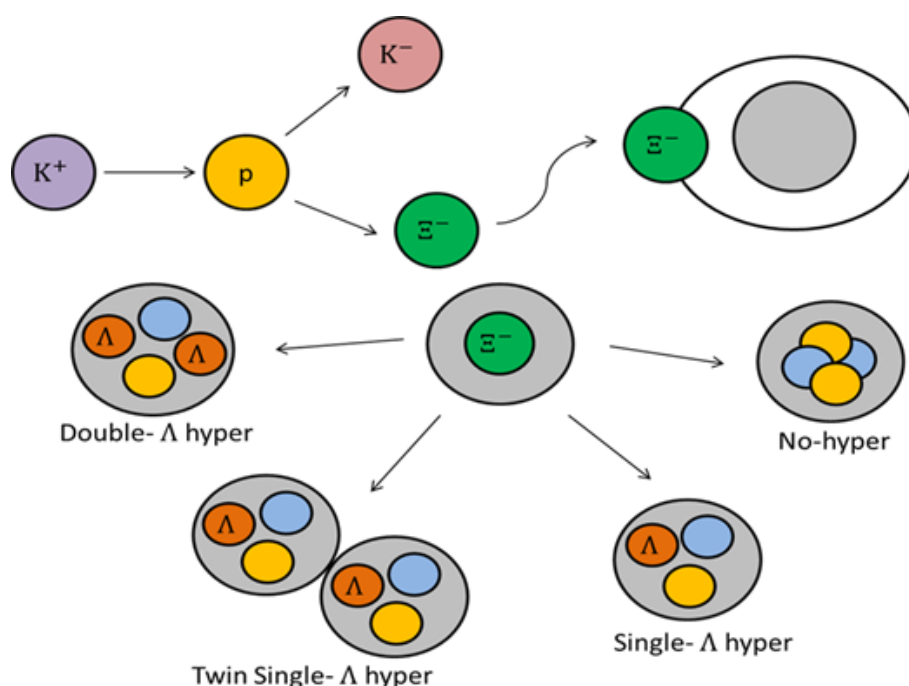 K⁻
K⁺
p
Ξ⁻
Ξ⁻
Λ
Λ
Double- Λ hyper
Ξ⁻
No-hyper
Λ
Λ
Twin Single- Λ hyper
Λ
Single- Λ hyper